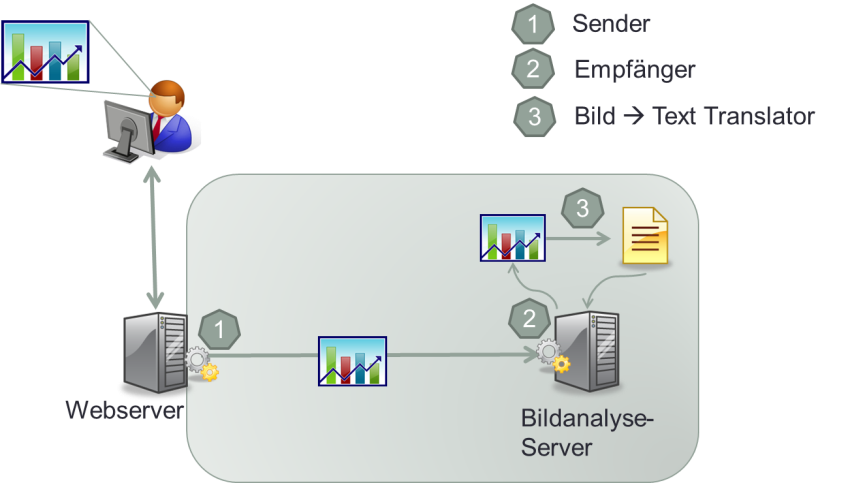 1 Sender
2 Empfänger
3 Bild → Text Translator
3
2
1
Webserver
Bildanalyse-
Server